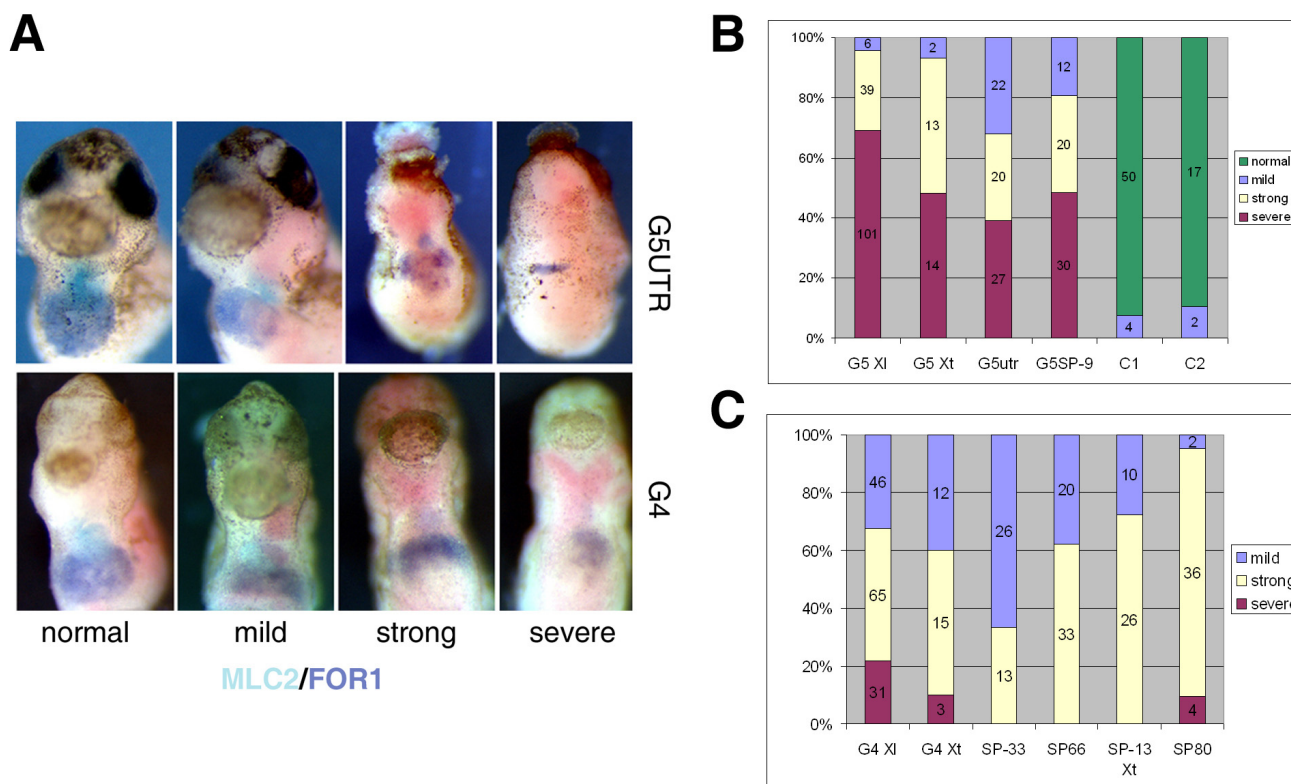 A
G5UTR
G4
normal mild strong severe
MLC2/FOR1
B
100%
80%
60%
40%
20%
0%
6 2 22 12
39 13 20 20 50 17
101 14 27 30 4 2
G5 Xl G5 Xt G5utr G5SP-9 C1 C2
normal
mild
strong
severe
C
100%
80%
60%
40%
20%
0%
46 12 26 20 10 2
65 15 13 33 26 36
31 3 4
G4 Xl G4 Xt SP-33 SP66 SP-13 SP80
Xt
mild
strong
severe